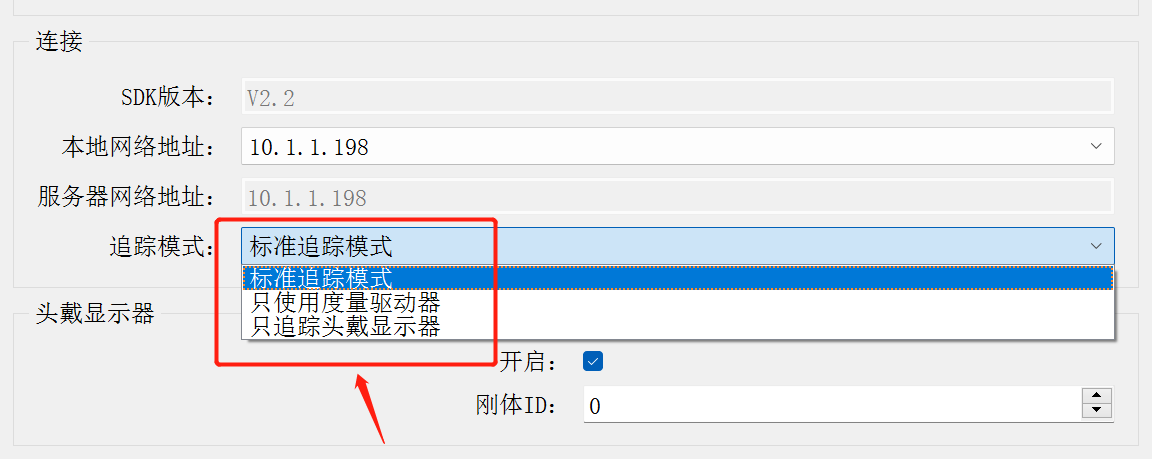 连接
SDK版本: V2.2
本地网络地址: 10.1.1.198
服务器网络地址: 10.1.1.198
追踪模式: 标准追踪模式
标准追踪模式
只使用度量驱动器
只追踪头戴显示器
头戴显示器
开启:
刚体ID: 0